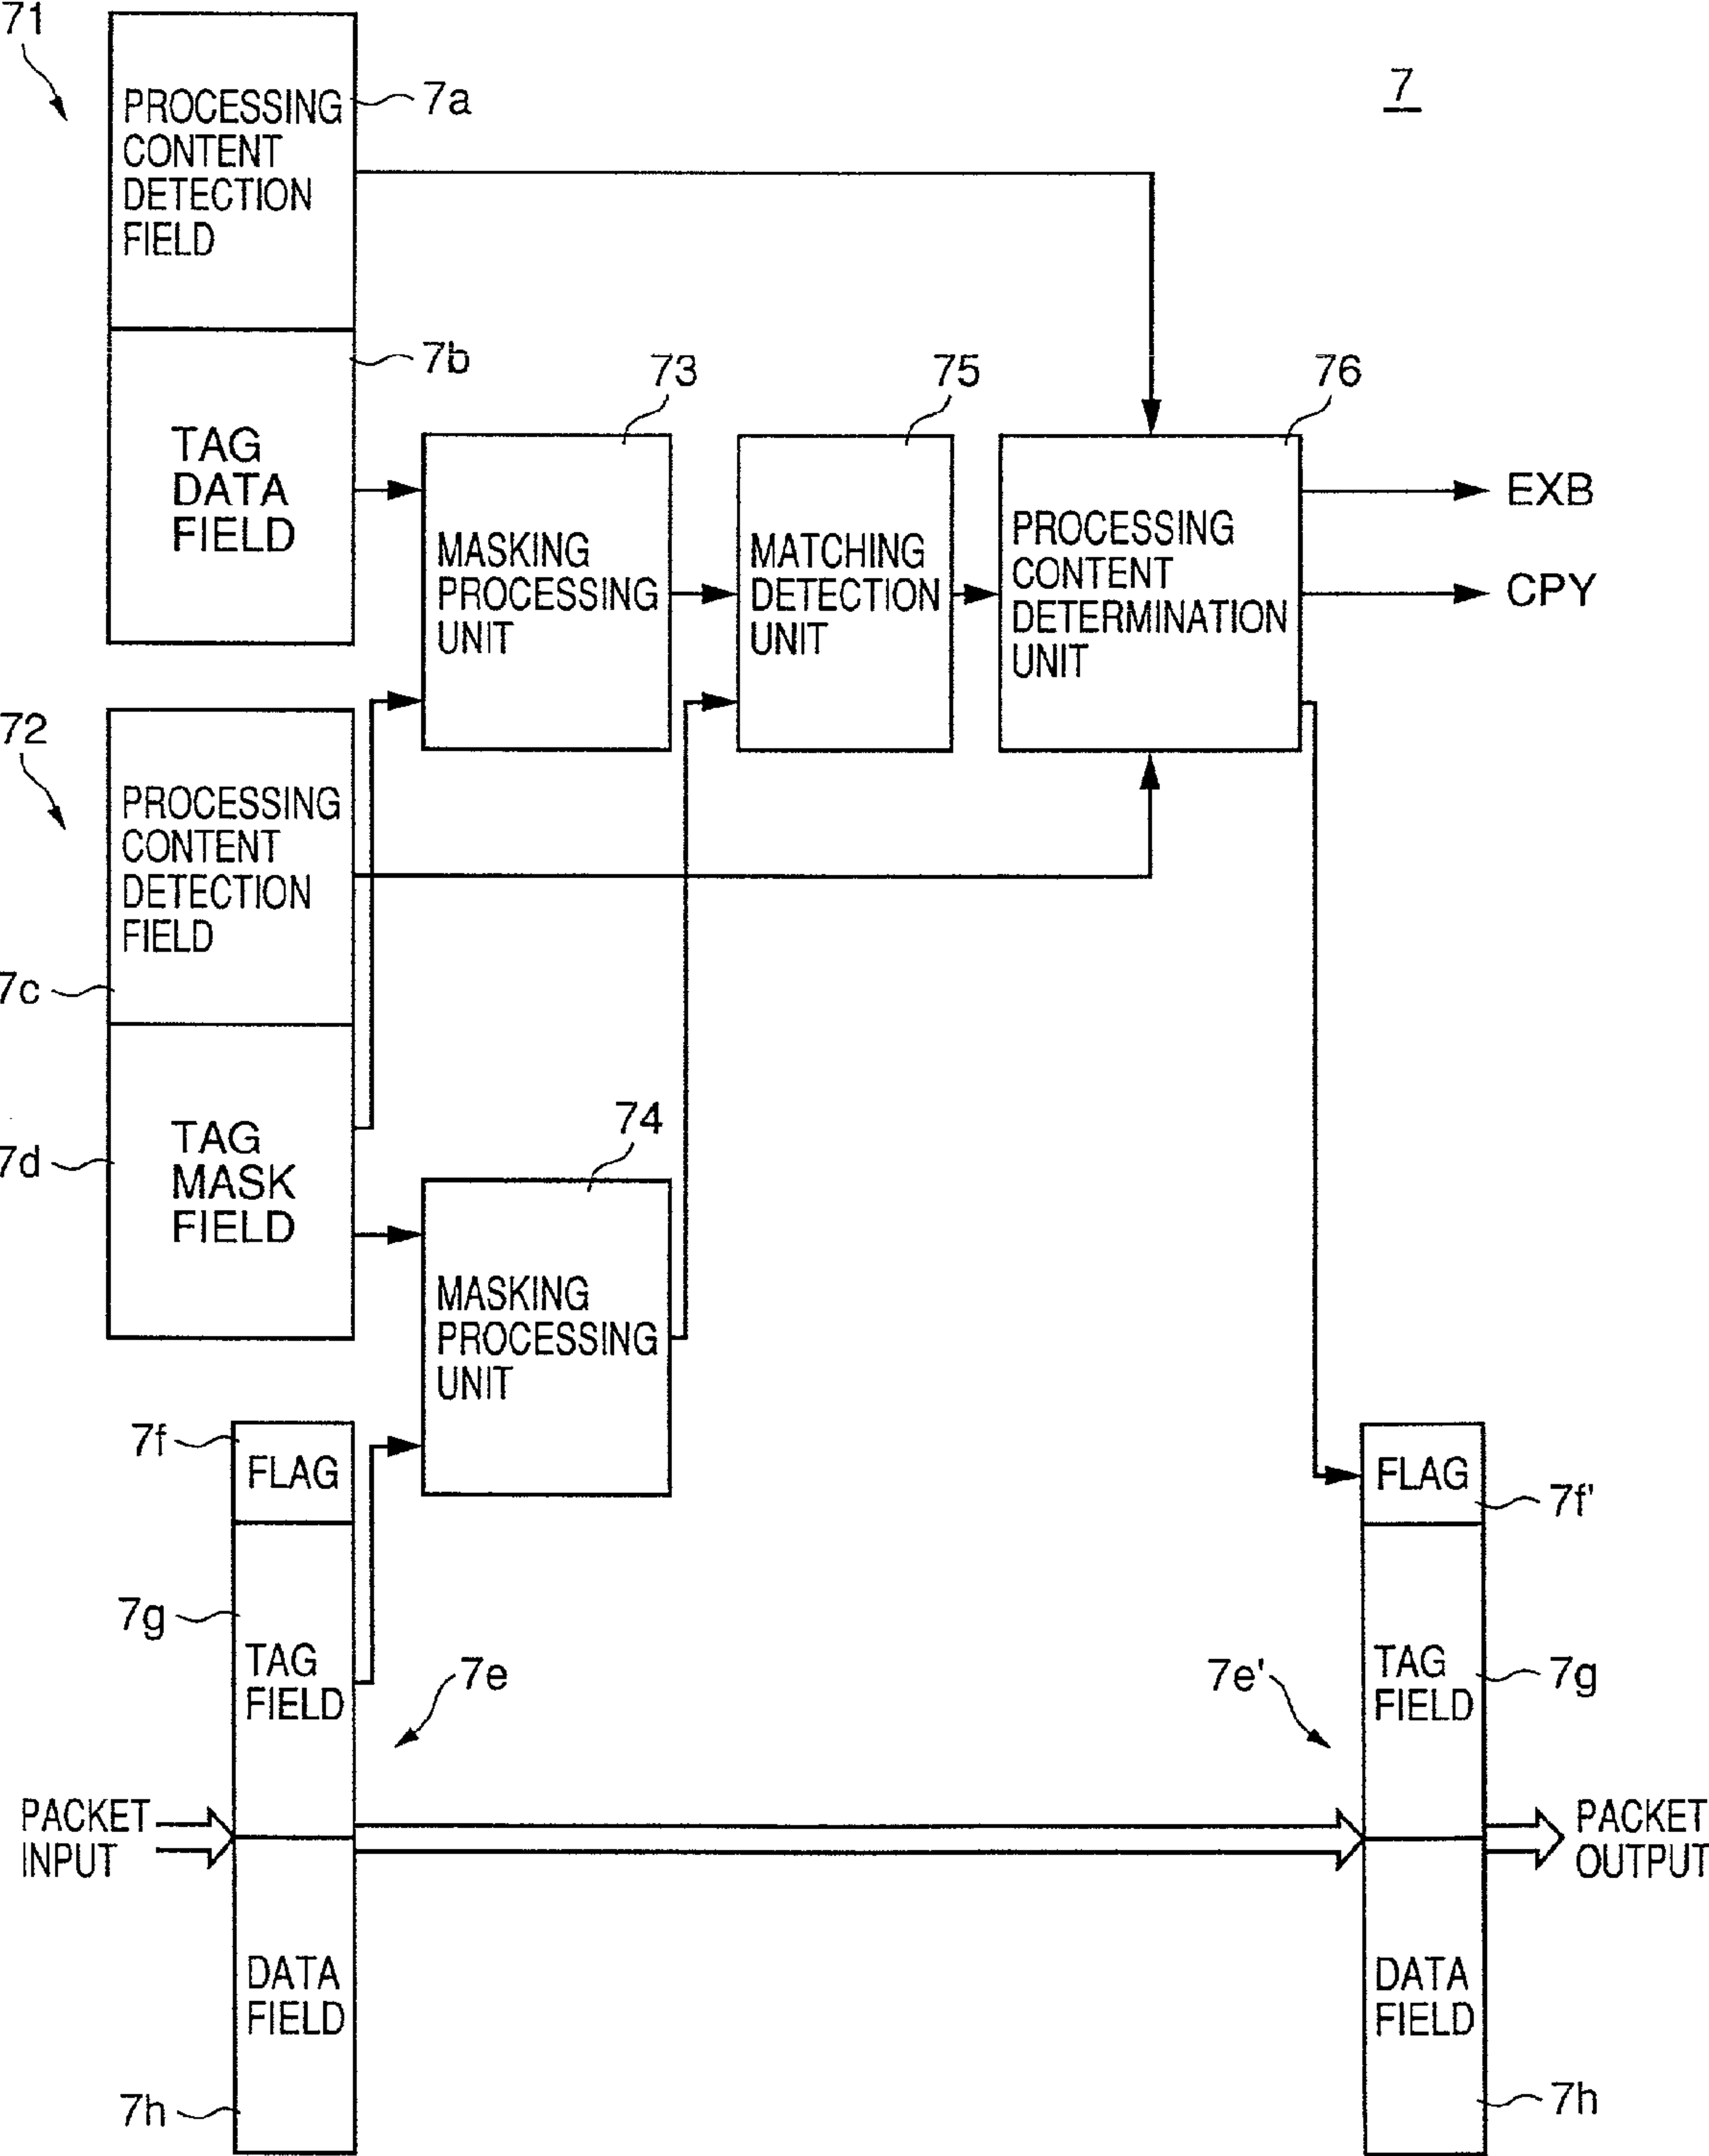 71
7
PROCESSING
CONTENT
DETECTION
FIELD
7a
7b
TAG
DATA
FIELD
73
75
76
MASKING
PROCESSING
UNIT
MATCHING
DETECTION
UNIT
PROCESSING
CONTENT
DETERMINATION
UNIT
EXB
CPY
72
PROCESSING
CONTENT
DETECTION
FIELD
7c
TAG
MASK
FIELD
7d
74
MASKING
PROCESSING
UNIT
7f
FLAG
7g
TAG
FIELD
7e
PACKET
INPUT
DATA
FIELD
7h
FLAG
7f'
7e'
TAG
FIELD
7g
PACKET
OUTPUT
DATA
FIELD
7h